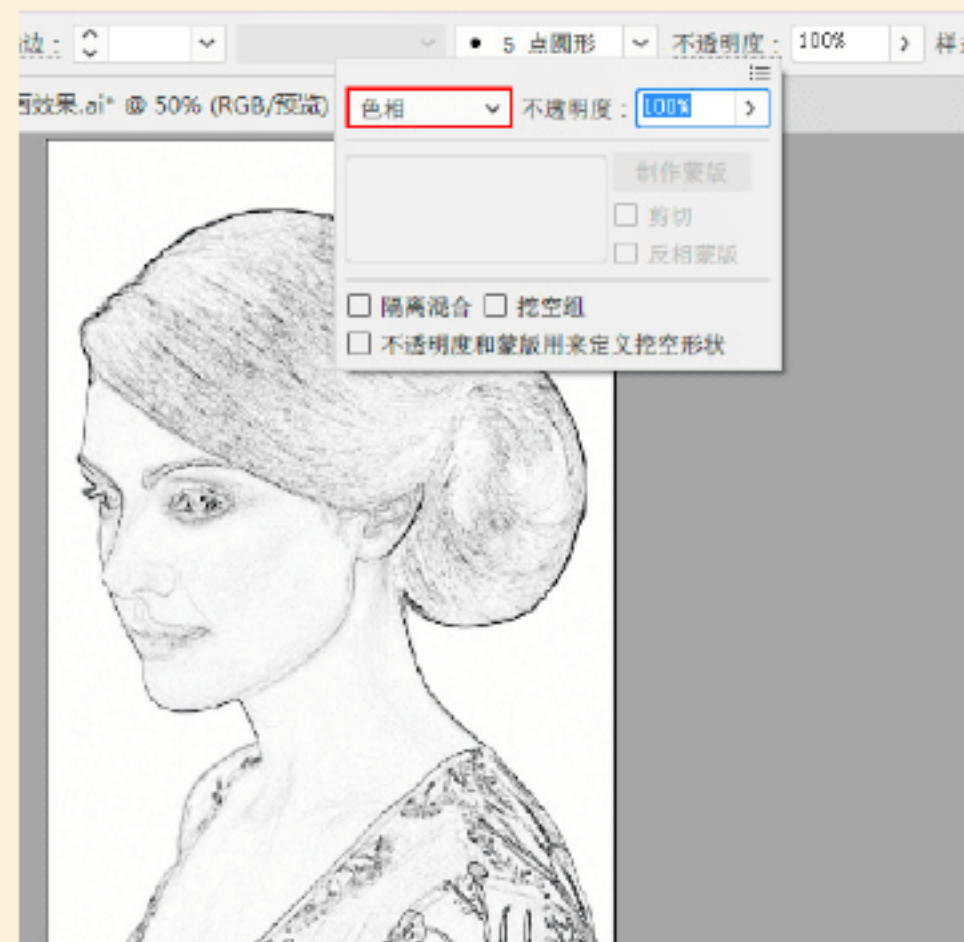 边： 5 点圆形 不透明度： 100% 样
画效果.ai* @ 50% (RGB/预览)
色相 不透明度： 100%
制作蒙版
剪切
反相蒙版
隔离混合 挖空组
不透明度和蒙版用来定义挖空形状